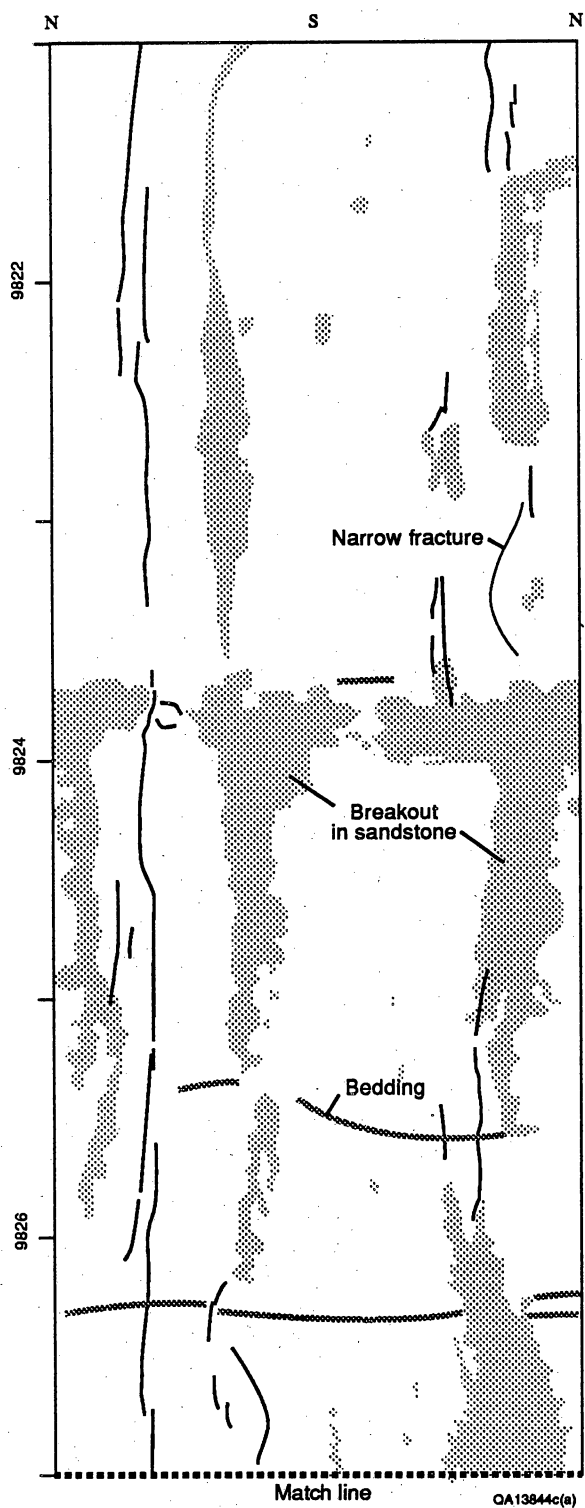 N S N
9822
Narrow fracture
9824
Breakout
in sandstone
Bedding
9826
Match line
QA13844c(a)